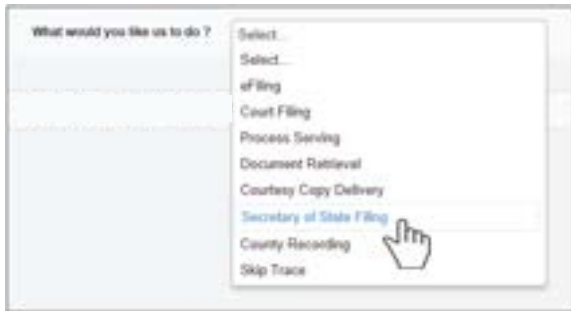 What would you like us to do ?
Select...
Select...
eFiling
Court Filing
Process Serving
Document Retrieval
Courtesy Copy Delivery
Secretary of State Filing
County Recording
Skip Trace